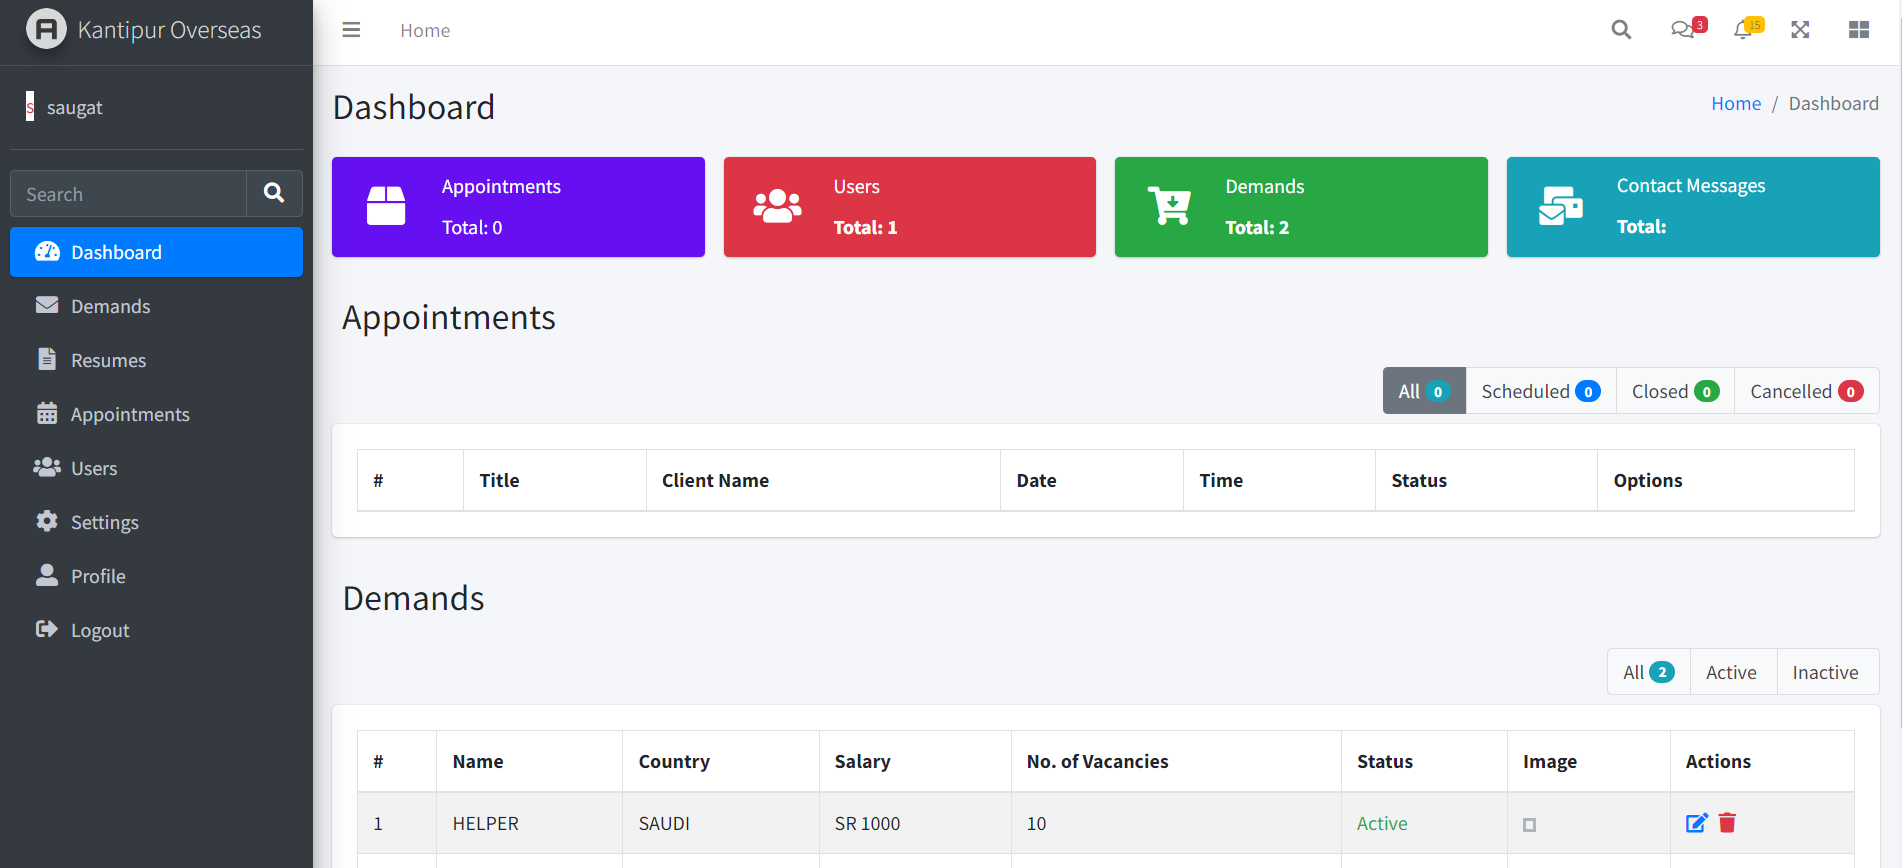 Kantipur Overseas
Home
3
15
s saugat
Search
Dashboard
Demands
Resumes
Appointments
Users
Settings
Profile
Logout
Dashboard
Home / Dashboard
Appointments
Total: 0
Users
Total: 1
Demands
Total: 2
Contact Messages
Total:
Appointments
All 0 Scheduled 0 Closed 0 Cancelled 0
# Title Client Name Date Time Status Options
Demands
All 2 Active Inactive
# Name Country Salary No. of Vacancies Status Image Actions
1 HELPER SAUDI SR 1000 10 Active